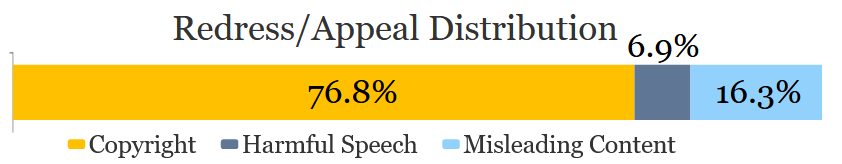 Redress/Appeal Distribution
6.9%
76.8%
16.3%
Copyright
Harmful Speech
Misleading Content